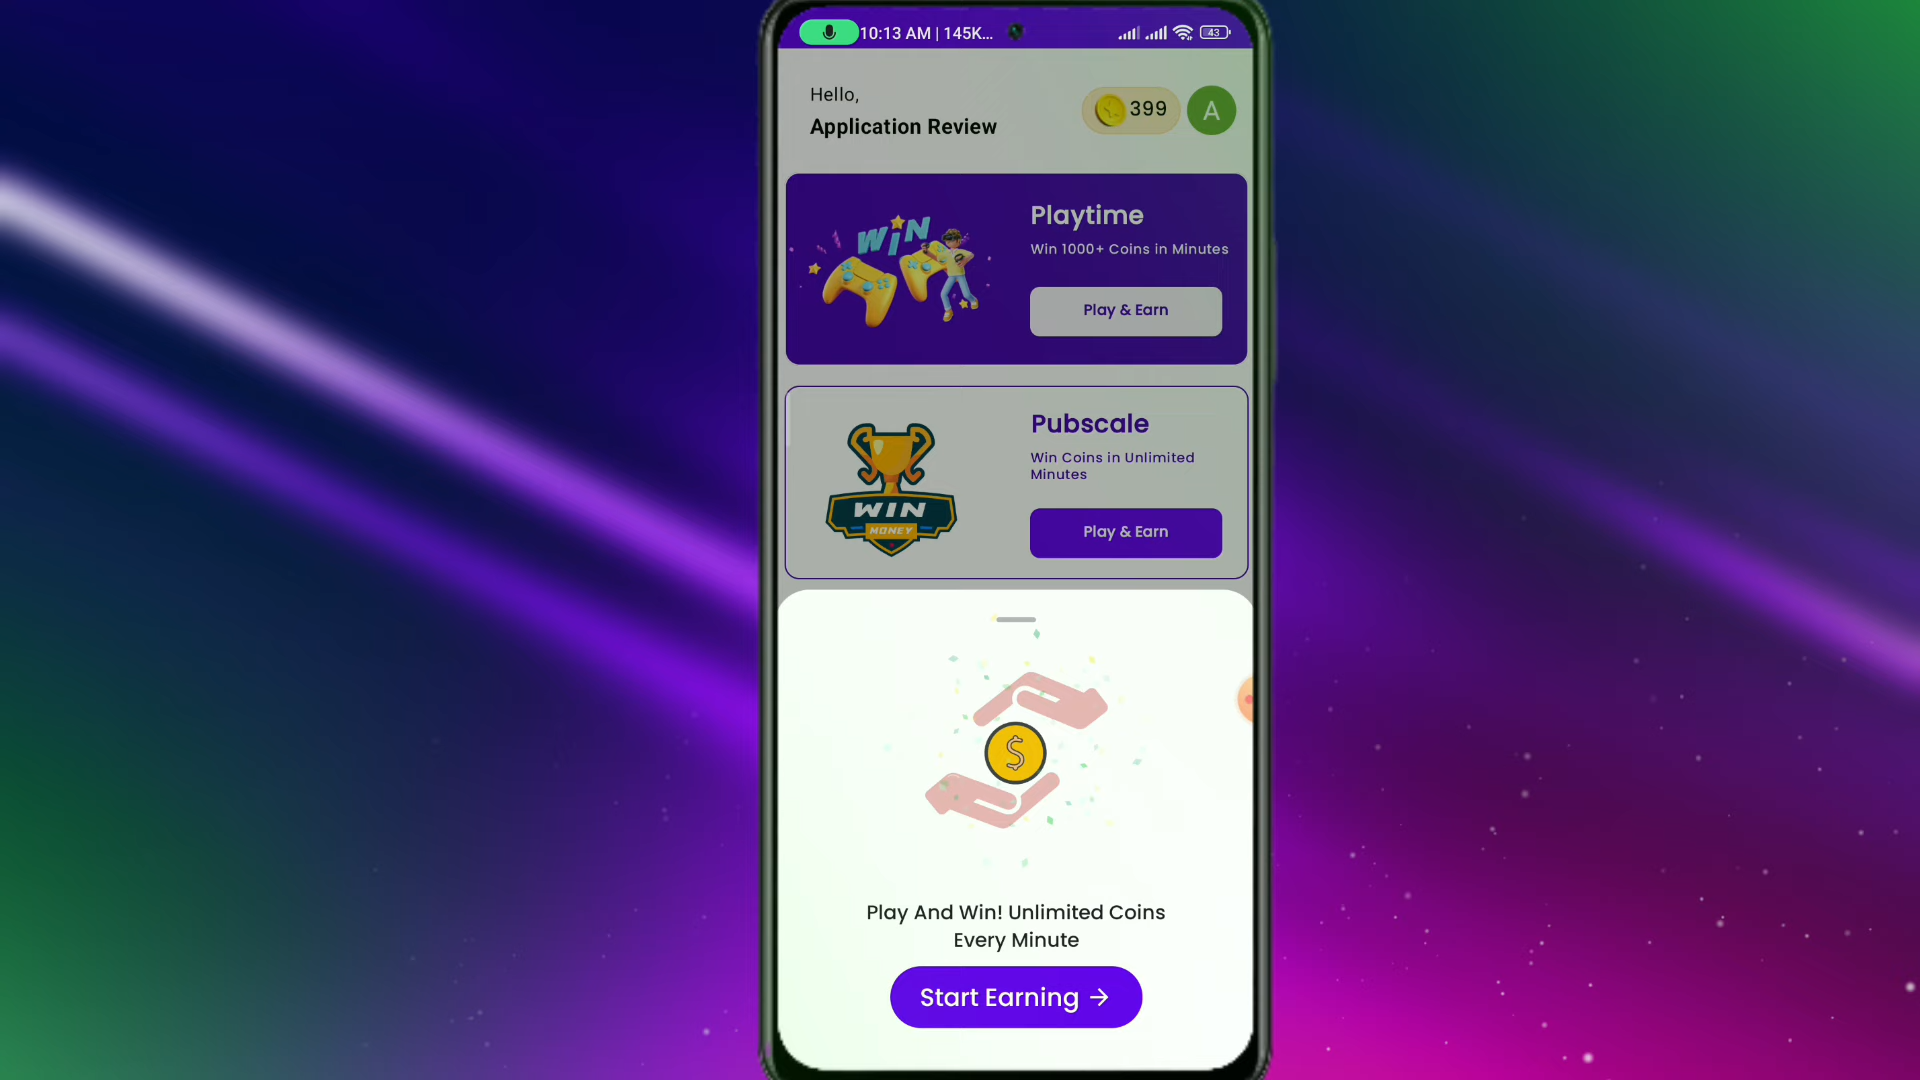 10:13 AM | 145K...
43
Hello,
Application Review
399
A
WIN
Playtime
Win 1000+ Coins in Minutes
Play & Earn
WIN
MONEY
Pubscale
Win Coins in Unlimited
Minutes
Play & Earn
$
Play And Win! Unlimited Coins
Every Minute
Start Earning →